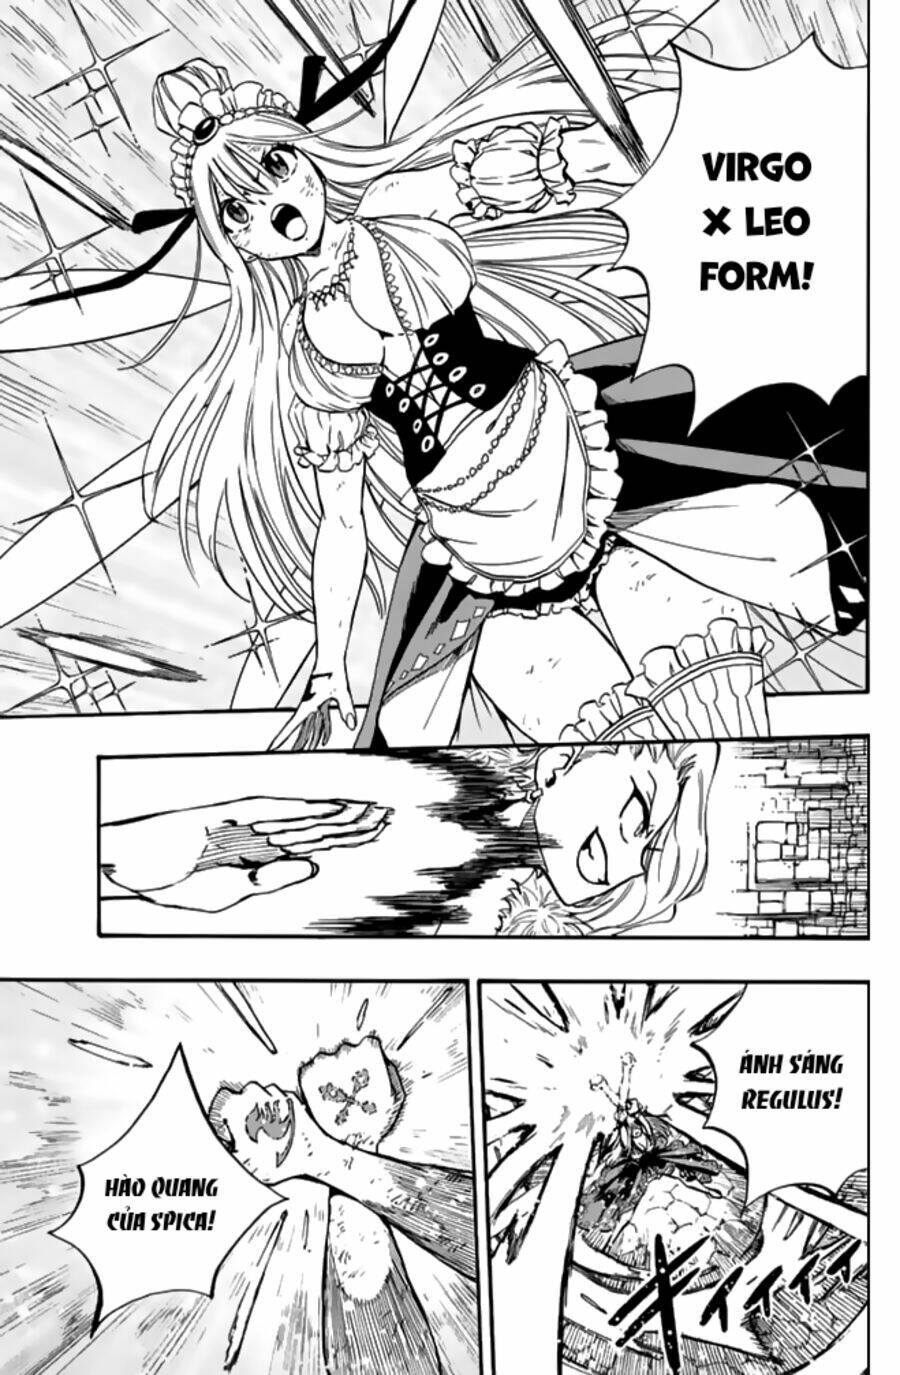 VIRGO
X LEO
FORM!
ÁNH SÁNG
REGULUS!
HÀO QUANG
CỦA SPICA!